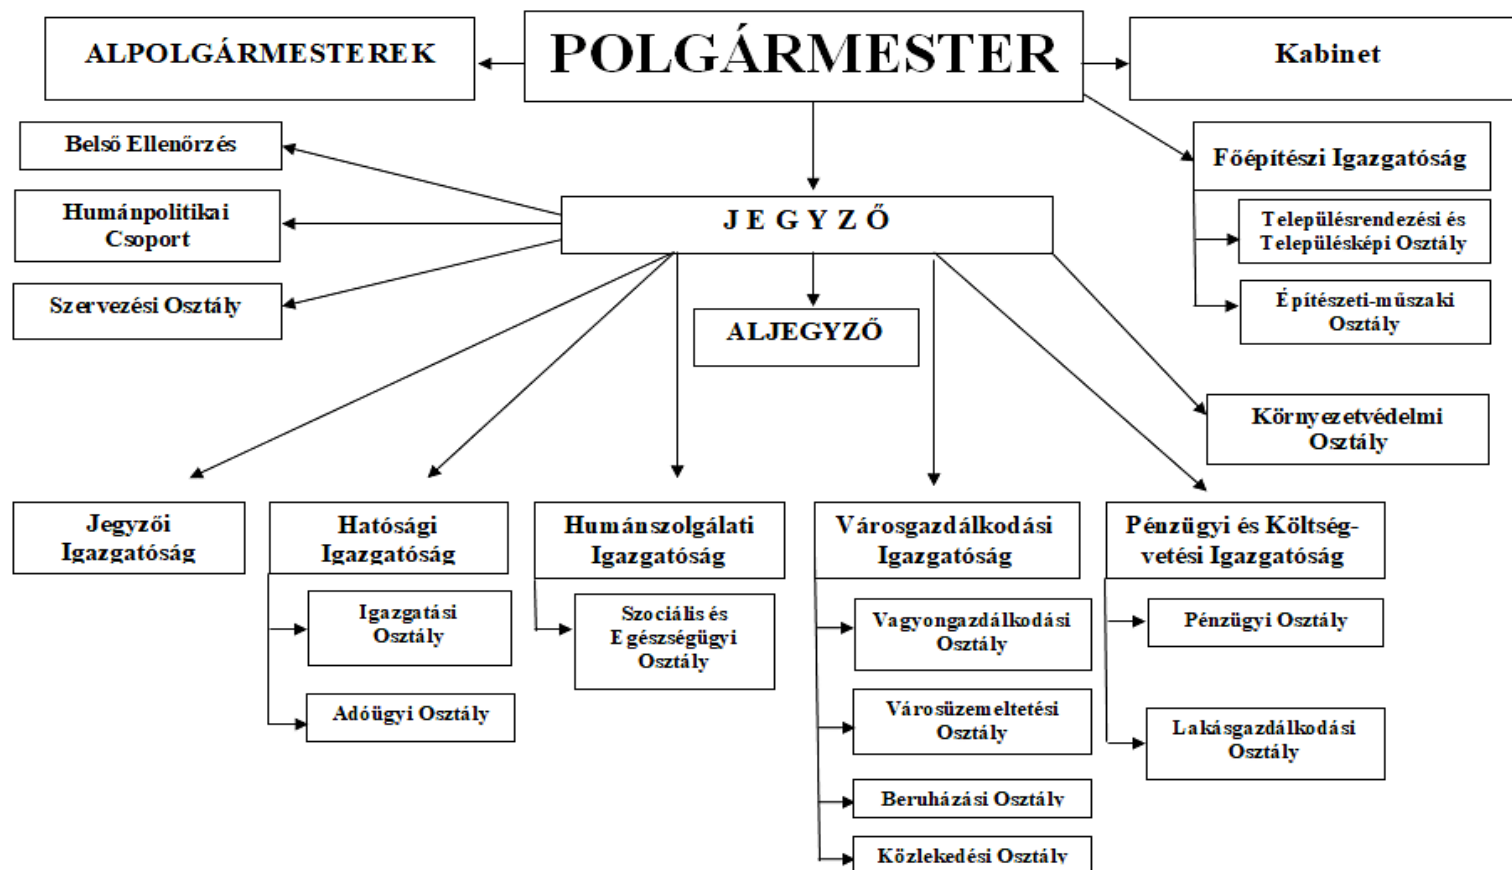 ALPOLGÁRMESTEREK
POLGÁRMESTER
Kabinet
Belső Ellenőrzés
Főépítészi Igazgatóság
Humánpolitikai
Csoport
J E G Y Z Ő
Településrendezési és
Településképi Osztály
Szervezési Osztály
ALJEGYZŐ
Építészeti-műszaki
Osztály
Környezetvédelmi
Osztály
Jegyzői
Igazgatóság
Hatósági
Igazgatóság
Humánszolgálati
Igazgatóság
Városgazdálkodási
Igazgatóság
Pénzügyi és Költség-
vetési Igazgatóság
Igazgatási
Osztály
Szociális és
Egészségügyi
Osztály
Vagyongazdálkodási
Osztály
Pénzügyi Osztály
Adóügyi Osztály
Városüzemeltetési
Osztály
Lakásgazdálkodási
Osztály
Beruházási Osztály
Közlekedési Osztály